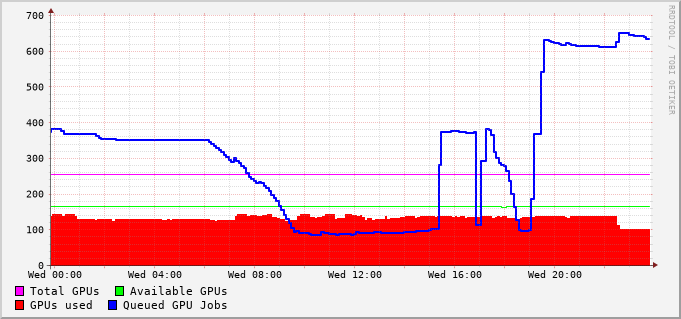 700
600
500
400
300
200
100
0
Wed 00:00 Wed 04:00 Wed 08:00 Wed 12:00 Wed 16:00 Wed 20:00
Total GPUs Available GPUs
GPUs used Queued GPU Jobs
RRDTOOL / TOBI OETIKER